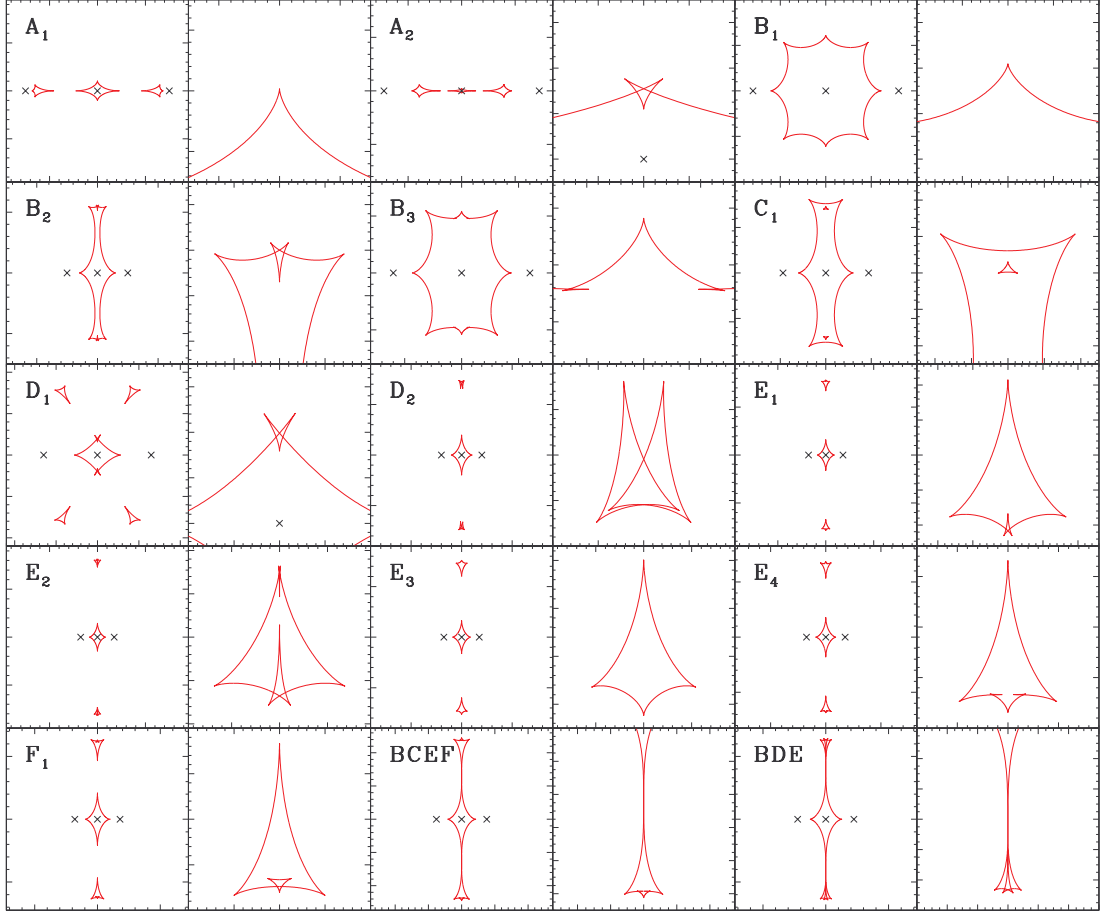 A₁ A₂ B₁
B₂ B₃ C₁
D₁ D₂ E₁
E₂ E₃ E₄
F₁ BCEF BDE